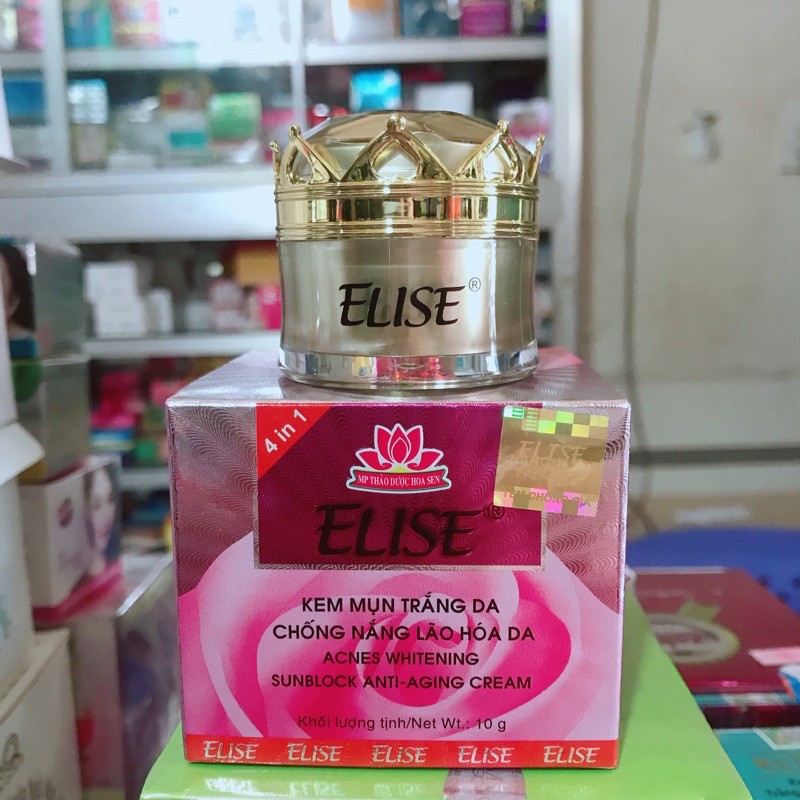 ELISE®
4 in 1
MP THẢO DƯỢC HOA SEN
ELISE®
ELISE
KEM MỤN TRẮNG DA
CHỐNG NẮNG LÃO HÓA DA
ACNES WHITENING
SUNBLOCK ANTI-AGING CREAM
Khối lượng tịnh/Net Wt.: 10 g
ELISE ELISE ELISE ELISE ELISE